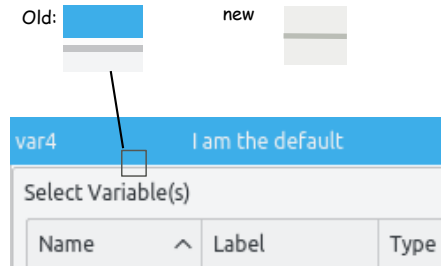 Old:
new
var4 I am the default
Select Variable(s)
Name Label Type